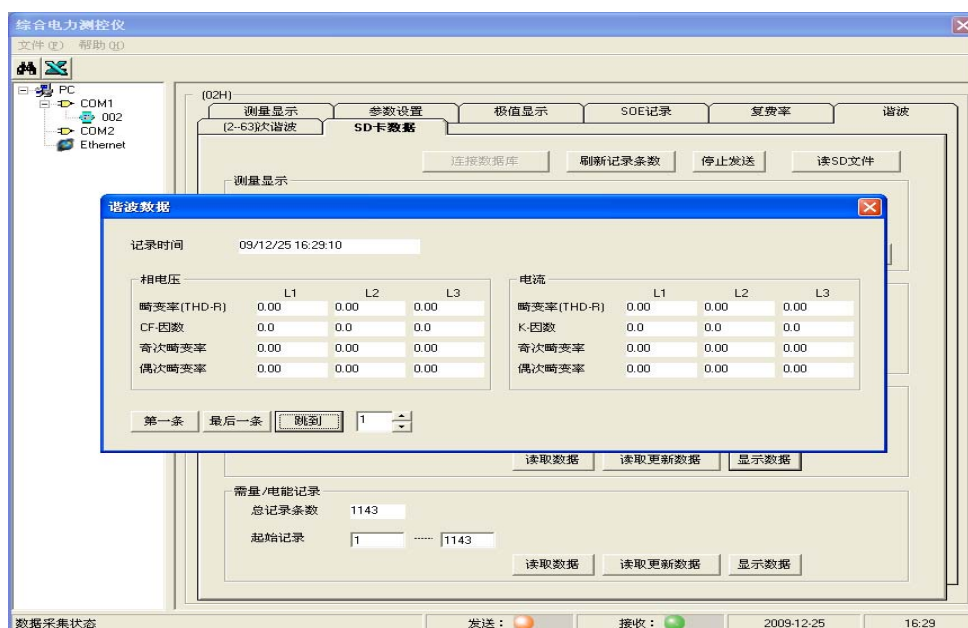 综合电力测控仪
文件(F) 帮助(H)
PC
COM1
002
COM2
Ethernet
(02H)
测量显示 参数设置 极值显示 SOE记录 复费率 谐波
(2--63)次谐波 SD卡数据
连接数据库 刷新记录条数 停止发送 读SD文件
测量显示
谐波数据
记录时间 09/12/25 16:29:10
相电压 电流
L1 L2 L3 L1 L2 L3
畸变率(THD-R) 0.00 0.00 0.00 畸变率(THD-R) 0.00 0.00 0.00
CF-因数 0.0 0.0 0.0 K-因数 0.0 0.0 0.0
奇次畸变率 0.00 0.00 0.00 奇次畸变率 0.00 0.00 0.00
偶次畸变率 0.00 0.00 0.00 偶次畸变率 0.00 0.00 0.00
第一条 最后一条 跳到 1
读取数据 读取更新数据 显示数据
需量/电能记录
总记录条数 1143
起始记录 1 ----- 1143
读取数据 读取更新数据 显示数据
数据采集状态 发送： 接收： 2009-12-25 16:29